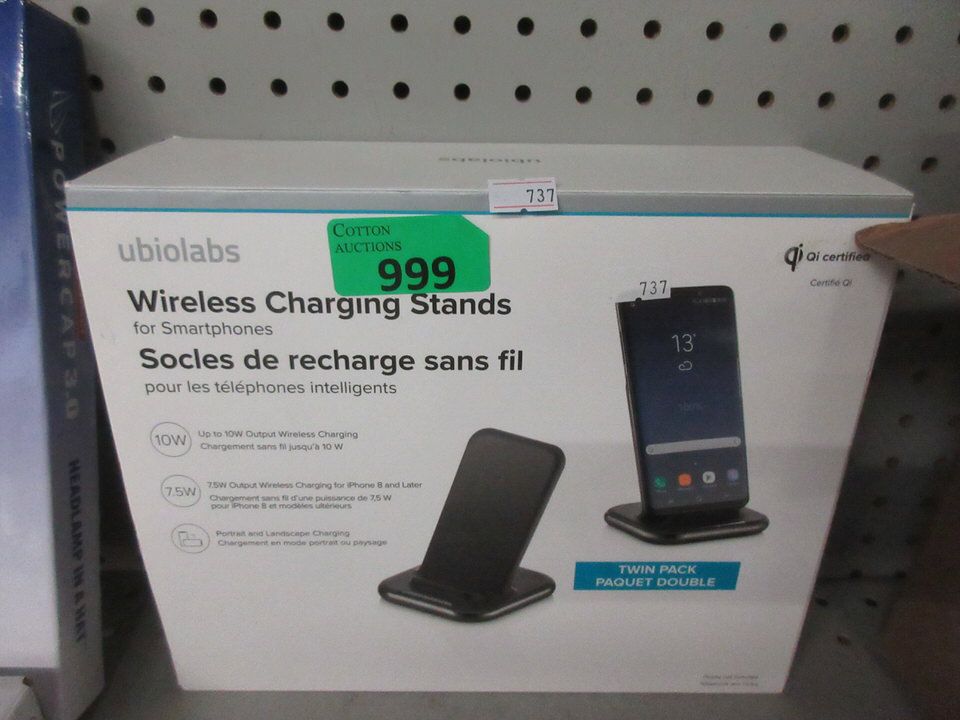 ubiolabs
737
COTTON
AUCTIONS
999
ubiolabs
Qi certified
Certifié Qi
Wireless Charging Stands
for Smartphones
Socles de recharge sans fil
pour les téléphones intelligents
737
13°
100%
10W
Up to 10W Output Wireless Charging
Chargement sans fil jusqu'à 10 W
7.5W
7.5W Output Wireless Charging for iPhone 8 and Later
Chargement sans fil d'une puissance de 7,5 W
pour iPhone 8 et modèles ultérieurs
Portrait and Landscape Charging
Chargement en mode portrait ou paysage
TWIN PACK
PAQUET DOUBLE
POWERCAP 3.0
HEADLAMP IN A HAT